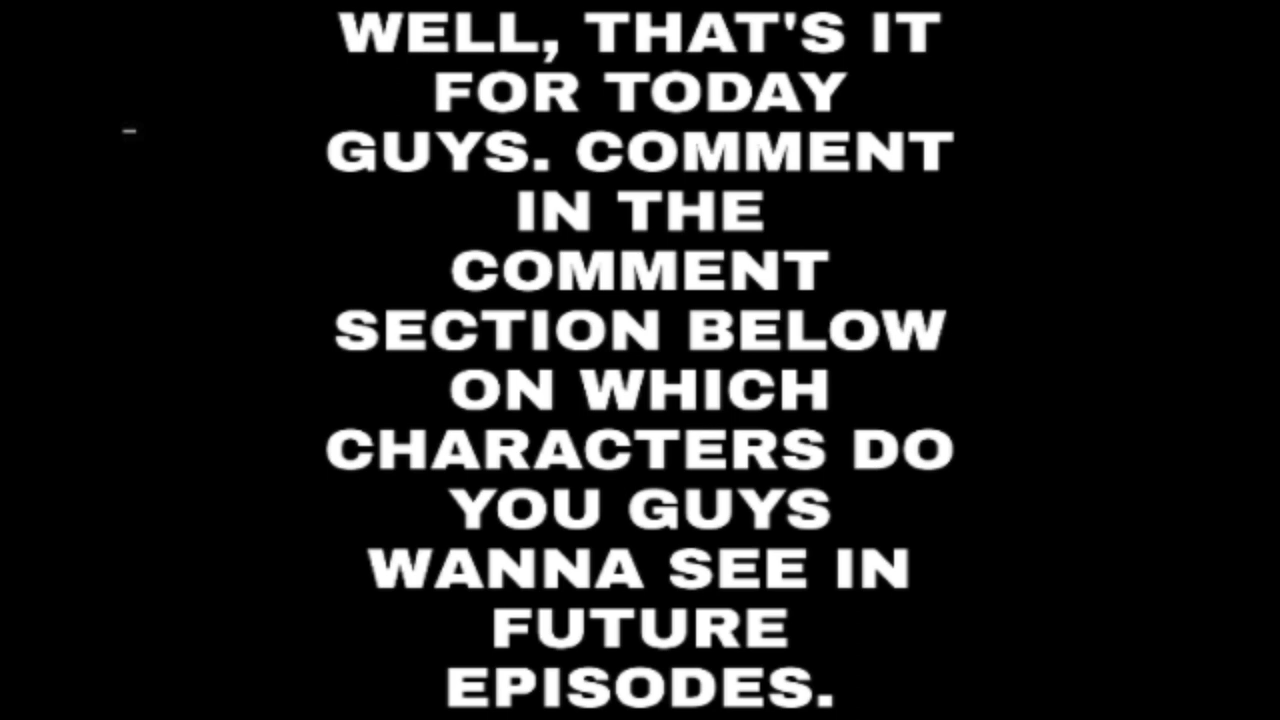 WELL, THAT'S IT
FOR TODAY
GUYS. COMMENT
IN THE
COMMENT
SECTION BELOW
ON WHICH
CHARACTERS DO
YOU GUYS
WANNA SEE IN
FUTURE
EPISODES.